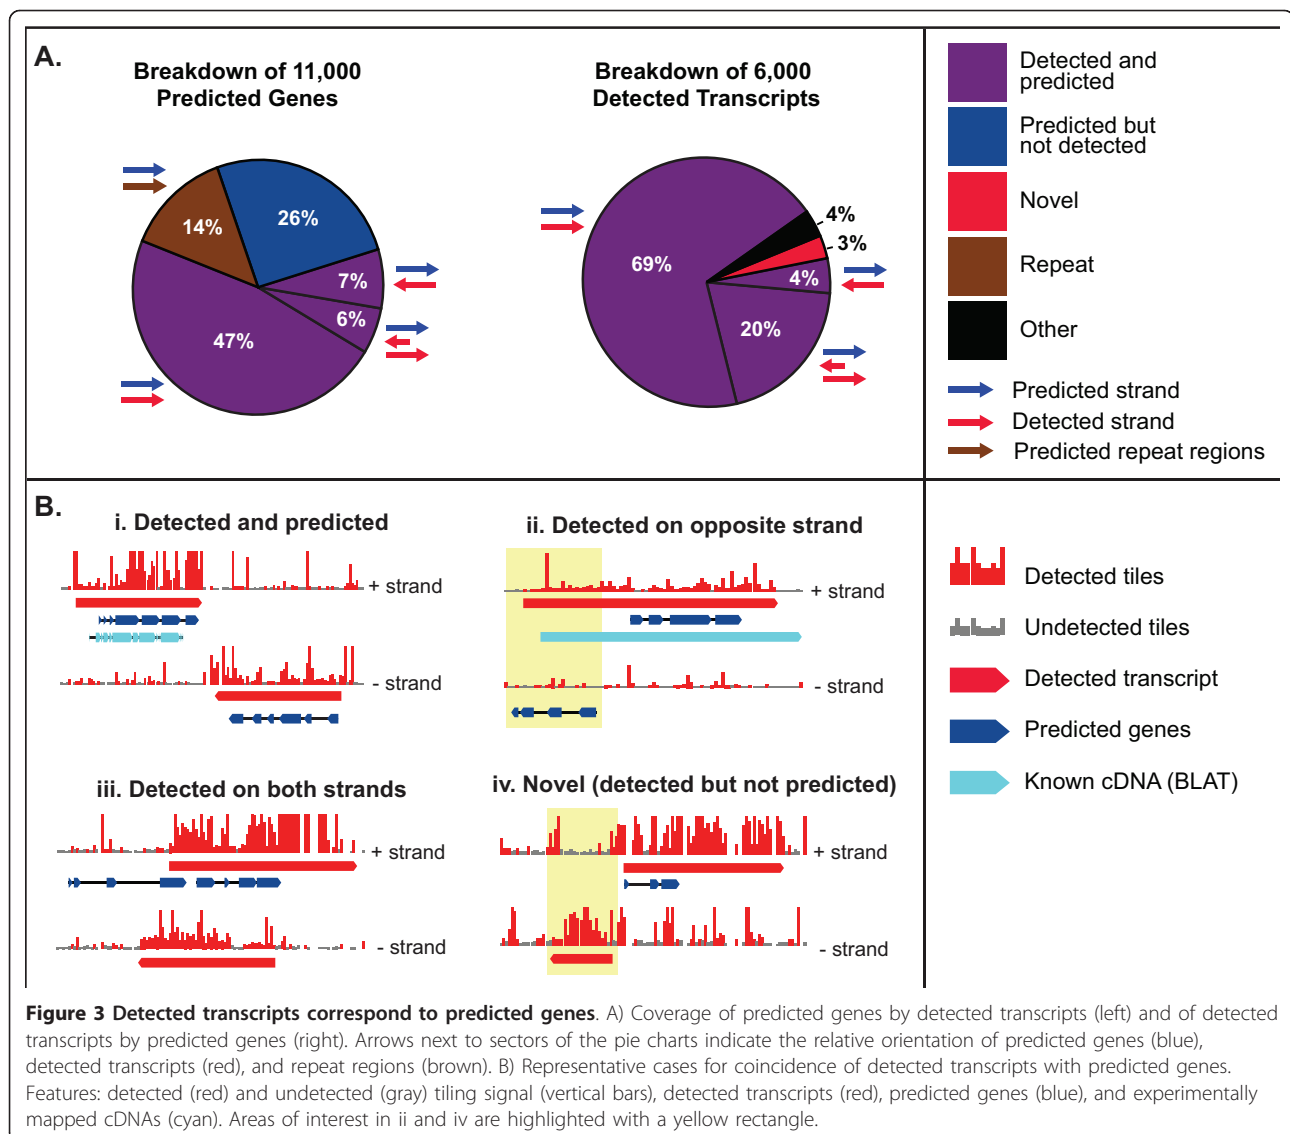 A.
Breakdown of 11,000
Predicted Genes
26%
14%
7%
6%
47%
Breakdown of 6,000
Detected Transcripts
4%
3%
69%
4%
20%
Detected and
predicted
Predicted but
not detected
Novel
Repeat
Other
Predicted strand
Detected strand
Predicted repeat regions
B.
i. Detected and predicted
+ strand
- strand
ii. Detected on opposite strand
+ strand
- strand
iii. Detected on both strands
+ strand
- strand
iv. Novel (detected but not predicted)
+ strand
- strand
Detected tiles
Undetected tiles
Detected transcript
Predicted genes
Known cDNA (BLAT)
Figure 3 Detected transcripts correspond to predicted genes. A) Coverage of predicted genes by detected transcripts (left) and of detected
transcripts by predicted genes (right). Arrows next to sectors of the pie charts indicate the relative orientation of predicted genes (blue),
detected transcripts (red), and repeat regions (brown). B) Representative cases for coincidence of detected transcripts with predicted genes.
Features: detected (red) and undetected (gray) tiling signal (vertical bars), detected transcripts (red), predicted genes (blue), and experimentally
mapped cDNAs (cyan). Areas of interest in ii and iv are highlighted with a yellow rectangle.